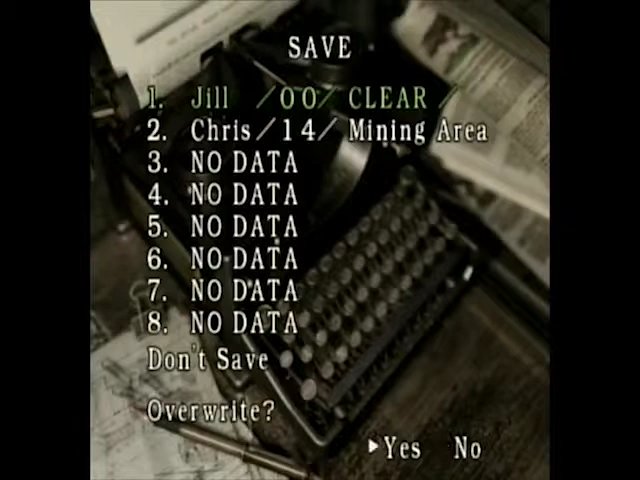 SAVE
1. Jill /00/ CLEAR /
2. Chris/14/ Mining Area
3. NO DATA
4. NO DATA
5. NO DATA
6. NO DATA
7. NO DATA
8. NO DATA
Don't Save
Overwrite?
Yes No